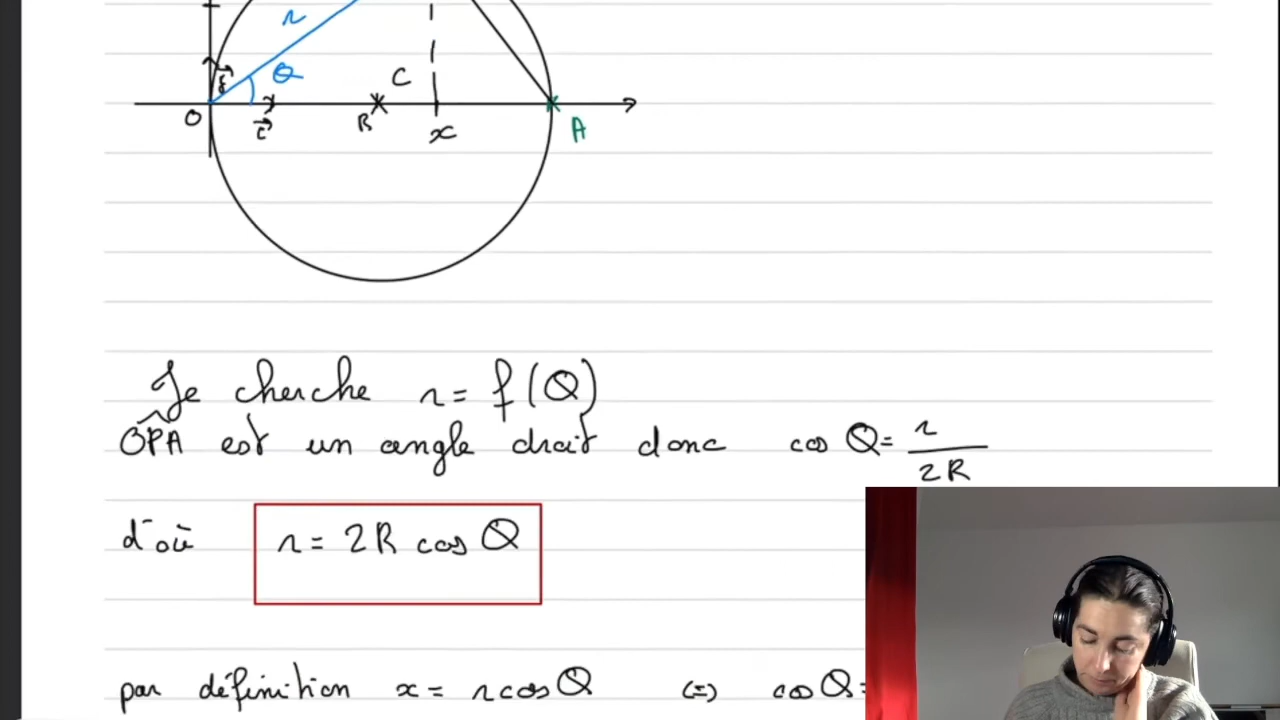 r
θ
j
C
O
i
B
x
A
Je cherche r = f(θ)
OPA est un angle droit donc cos θ = r / 2R
d'où r = 2R cos θ
par définition x = r cos θ (=) cos θ =